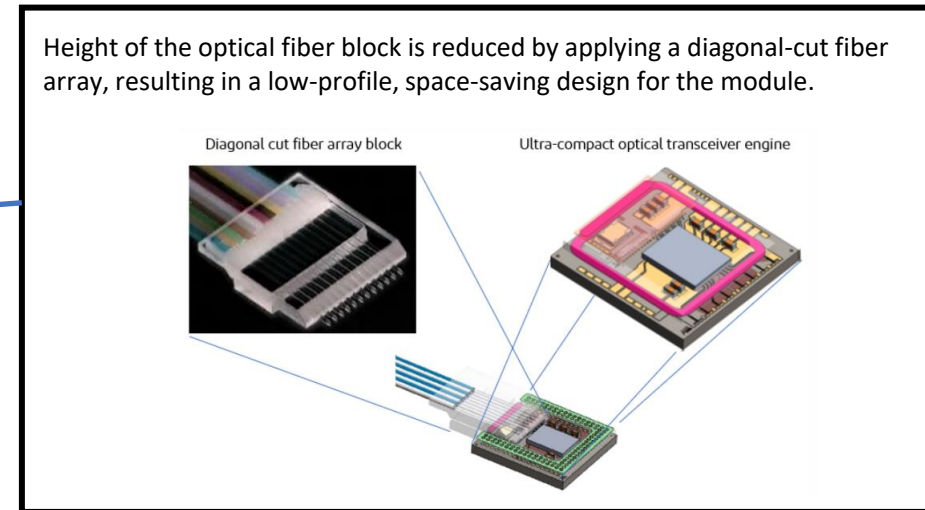 Height of the optical fiber block is reduced by applying a diagonal-cut fiber
array, resulting in a low-profile, space-saving design for the module.
Diagonal cut fiber array block
Ultra-compact optical transceiver engine